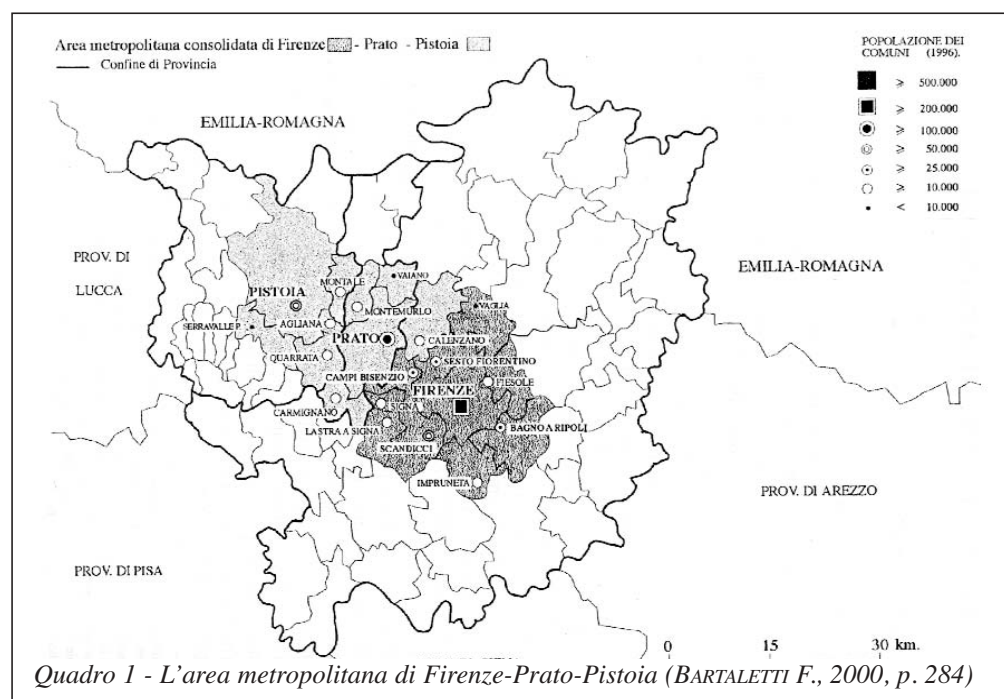 Area metropolitana consolidata di Firenze - Prato - Pistoia
Confine di Provincia
POPOLAZIONE DEI
COMUNI (1996).
⩾ 500.000
⩾ 200.000
⩾ 100.000
⩾ 50.000
⩾ 25.000
⩾ 10.000
< 10.000
EMILIA-ROMAGNA
PROV. DI
LUCCA
EMILIA-ROMAGNA
VAIANO
MONTALE
PISTOIA
VAGLIA
MONTEMURLO
SERRAVALLE P.
AGLIANA
PRATO
CALENZANO
QUARRATA
SESTO FIORENTINO
CAMPI BISENZIO
FIESOLE
FIRENZE
SIGNA
CARMIGNANO
LASTRA A SIGNA
BAGNO A RIPOLI
SCANDICCI
IMPRUNETA
PROV. DI AREZZO
PROV. DI PISA
0 15 30 km.
Quadro 1 - L'area metropolitana di Firenze-Prato-Pistoia (BARTALETTI F., 2000, p. 284)